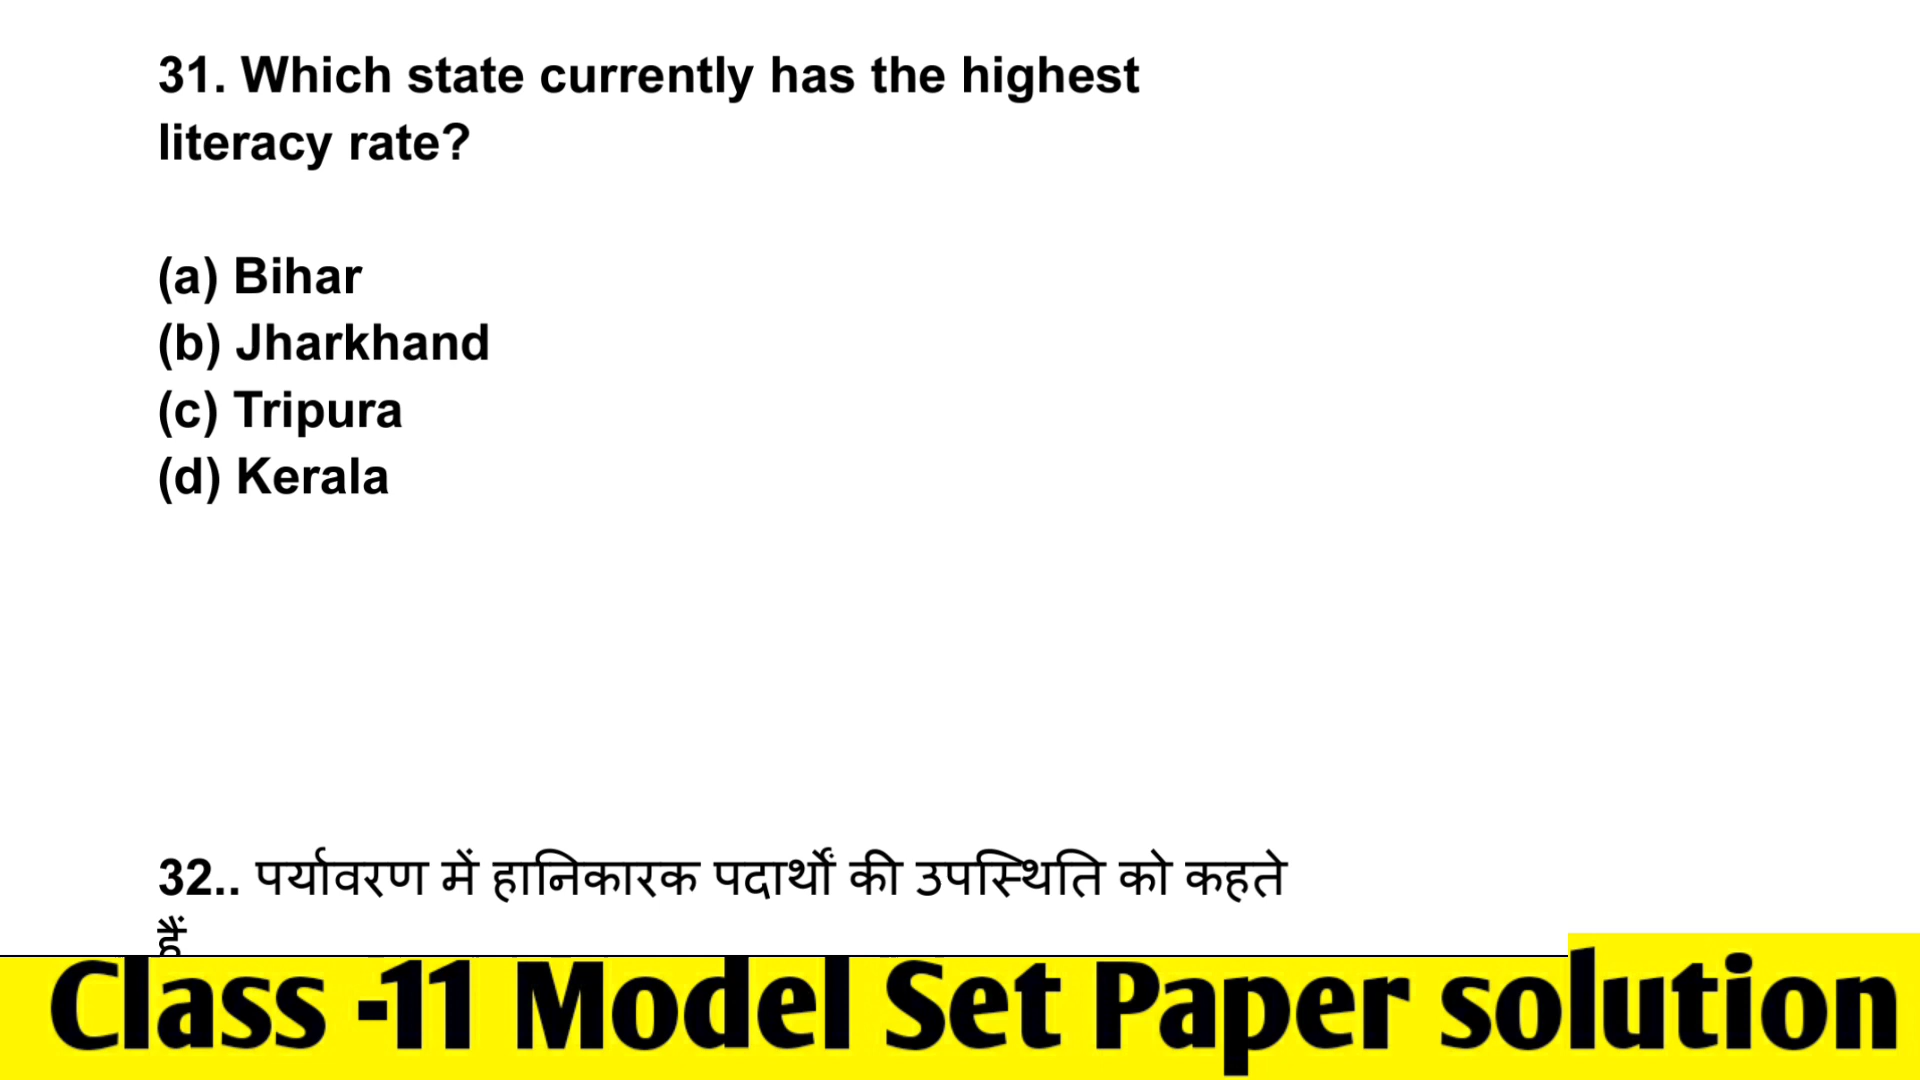 31. Which state currently has the highest
literacy rate?
(a) Bihar
(b) Jharkhand
(c) Tripura
(d) Kerala
32.. पर्यावरण में हानिकारक पदार्थों की उपस्थिति को कहते
हैं
Class -11 Model Set Paper solution